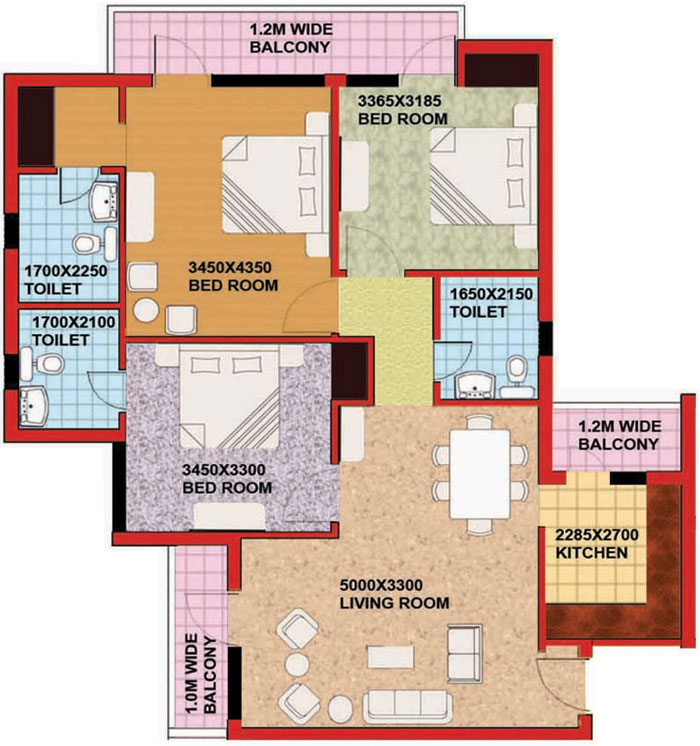 1.2M WIDE
BALCONY
3365X3185
BED ROOM
1700X2250
TOILET
3450X4350
BED ROOM
1650X2150
TOILET
1700X2100
TOILET
3450X3300
BED ROOM
1.2M WIDE
BALCONY
2285X2700
KITCHEN
5000X3300
LIVING ROOM
1.0M WIDE
BALCONY